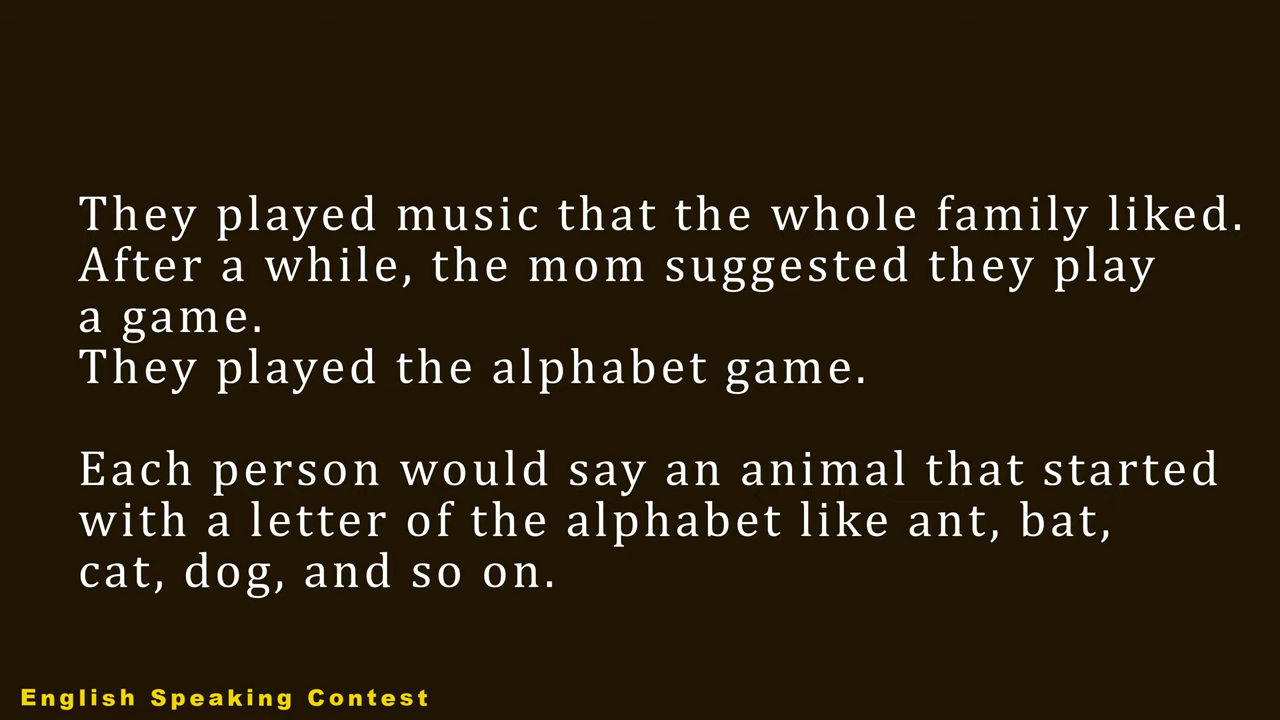 They played music that the whole family liked.
After a while, the mom suggested they play
a game.
They played the alphabet game.
Each person would say an animal that started
with a letter of the alphabet like ant, bat,
cat, dog, and so on.
English Speaking Contest